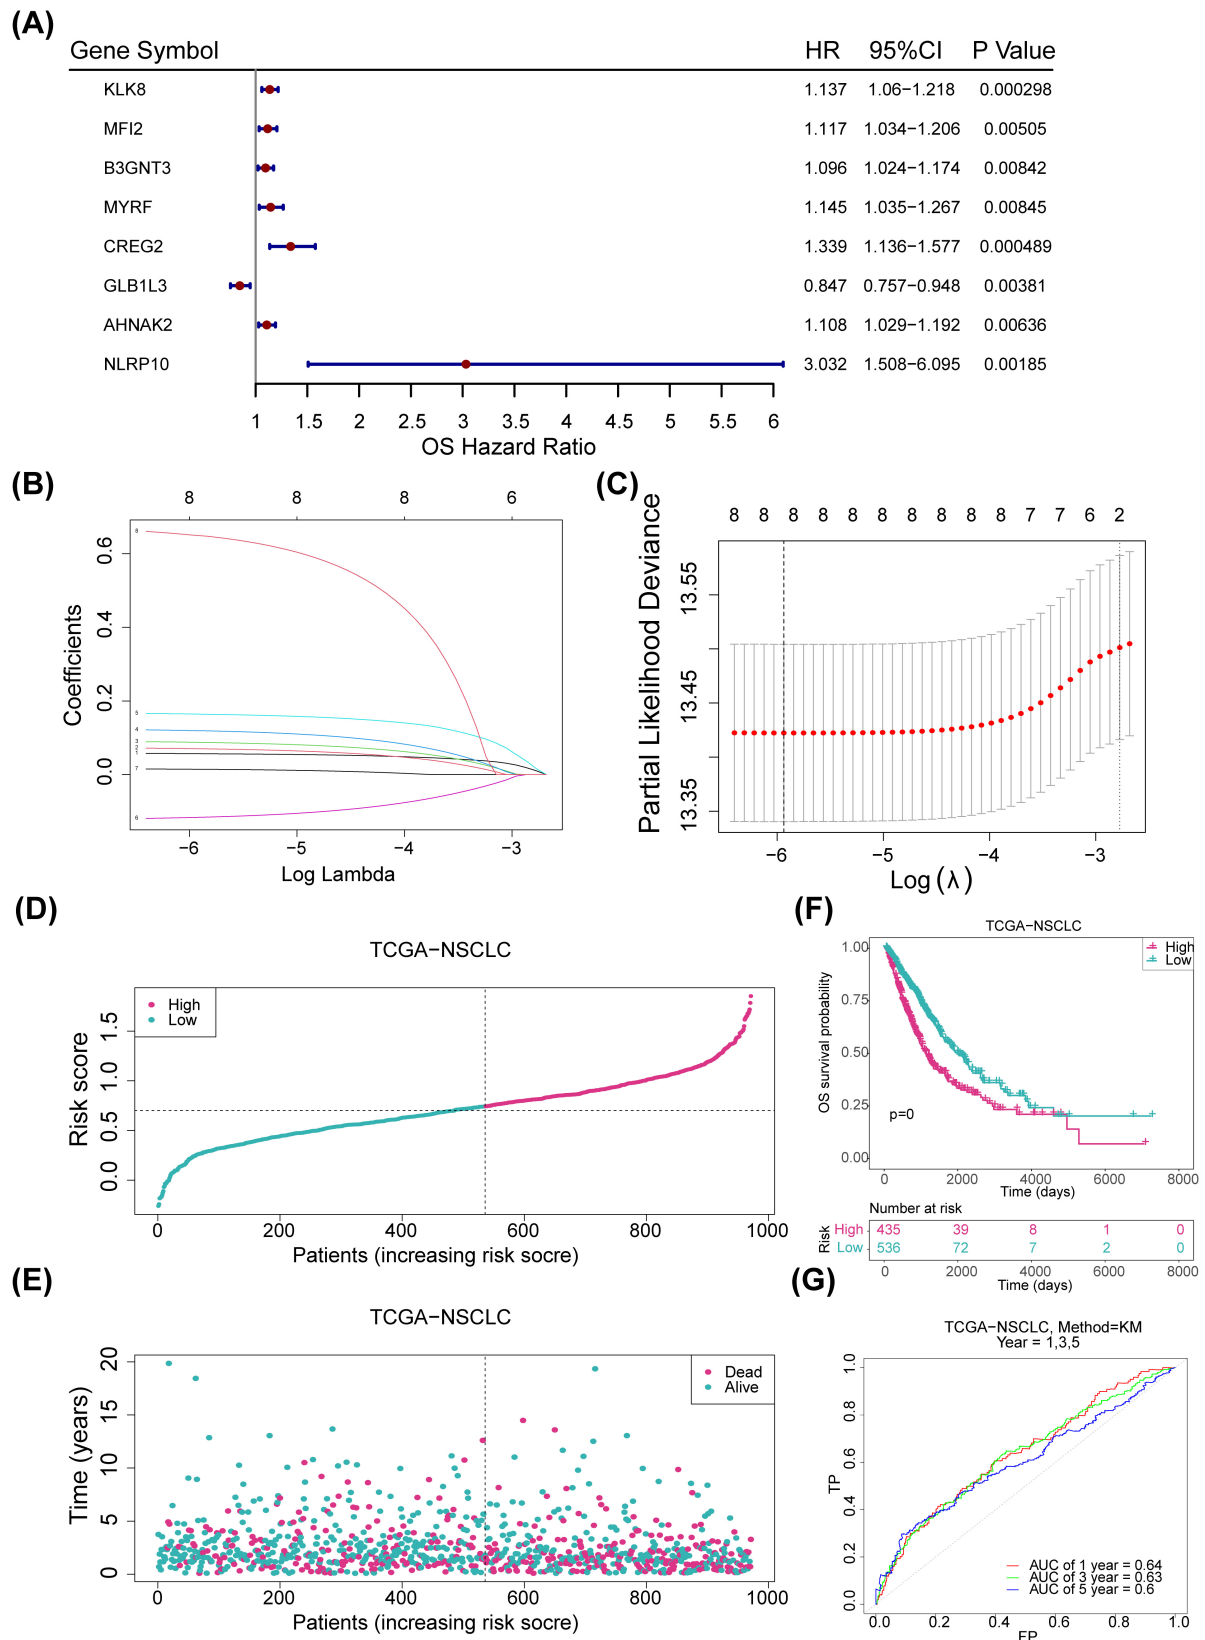 (A)
Gene Symbol HR 95%CI P Value
KLK8 1.137 1.06−1.218 0.000298
MFI2 1.117 1.034−1.206 0.00505
B3GNT3 1.096 1.024−1.174 0.00842
MYRF 1.145 1.035−1.267 0.00845
CREG2 1.339 1.136−1.577 0.000489
GLB1L3 0.847 0.757−0.948 0.00381
AHNAK2 1.108 1.029−1.192 0.00636
NLRP10 3.032 1.508−6.095 0.00185
1 1.5 2 2.5 3 3.5 4 4.5 5 5.5 6
OS Hazard Ratio
(B)
8 8 8 6
Coefficients
0.6
0.4
0.2
0.0
8
5
4
3
2
1
7
6
−6 −5 −4 −3
Log Lambda
(C)
8 8 8 8 8 8 8 8 8 8 7 7 6 2
Partial Likelihood Deviance
13.55
13.45
13.35
−6 −5 −4 −3
Log (λ)
(D)
TCGA−NSCLC
High
Low
Risk score
1.5
1.0
0.5
0.0
0 200 400 600 800 1000
Patients (increasing risk socre)
(E)
TCGA−NSCLC
Dead
Alive
Time (years)
20
15
10
5
0
0 200 400 600 800 1000
Patients (increasing risk socre)
(F)
TCGA−NSCLC
High
Low
OS survival probability
1.00
0.75
0.50
0.25
0.00
p=0
0 2000 4000 6000 8000
Time (days)
Number at risk
Risk
High 435 39 8 1 0
Low 536 72 7 2 0
0 2000 4000 6000 8000
Time (days)
(G)
TCGA−NSCLC, Method=KM
Year = 1,3,5
TP
1.0
0.8
0.6
0.4
0.2
0.0
AUC of 1 year = 0.64
AUC of 3 year = 0.63
AUC of 5 year = 0.6
0.0 0.2 0.4 0.6 0.8 1.0
FP